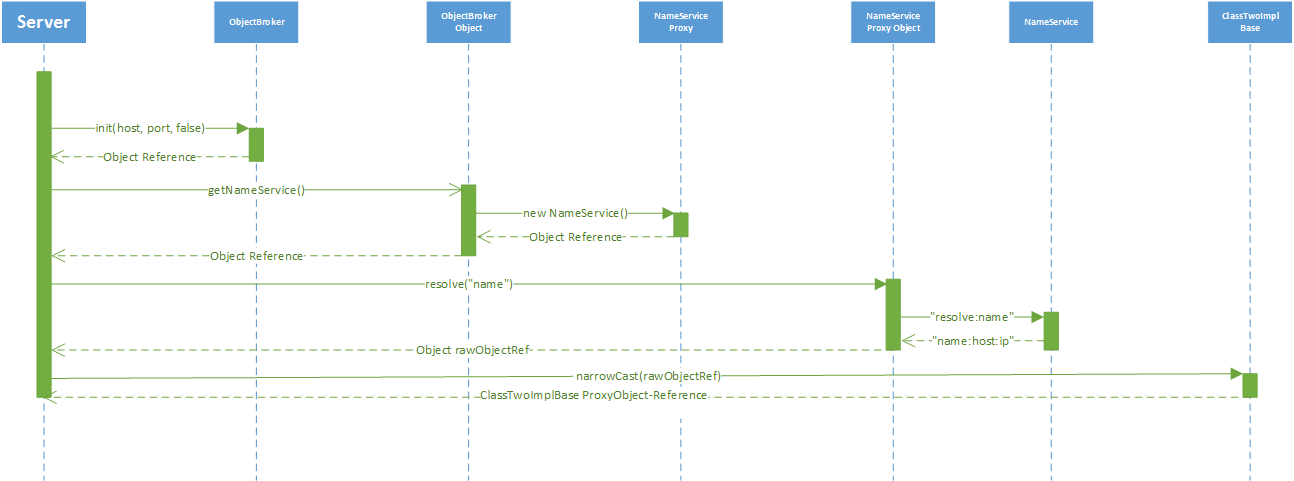 Server
ObjectBroker
ObjectBroker
Object
NameService
Proxy
NameService
Proxy Object
NameService
ClassTwoImpl
Base
init(host, port, false)
Object Reference
getNameService()
new NameService()
Object Reference
Object Reference
resolve("name")
"resolve:name"
"name:host:ip"
Object rawObjectRef
narrowCast(rawObjectRef)
ClassTwoImplBase ProxyObject-Reference